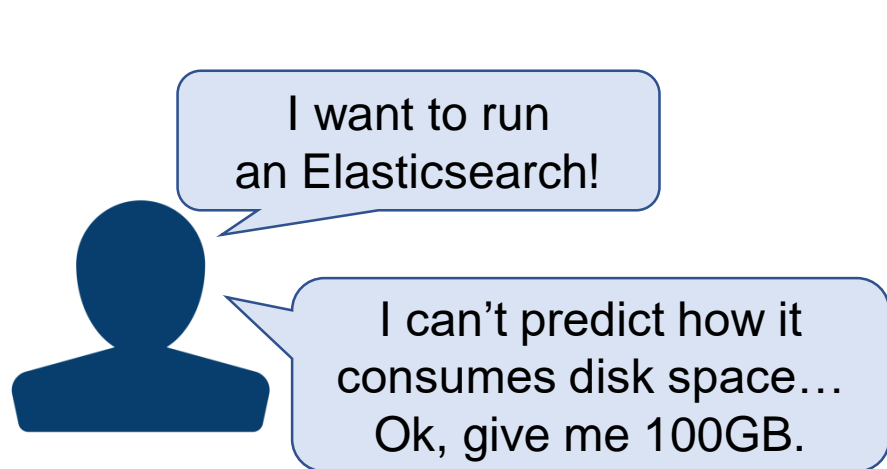 I want to run
an Elasticsearch!
I can’t predict how it
consumes disk space…
Ok, give me 100GB.